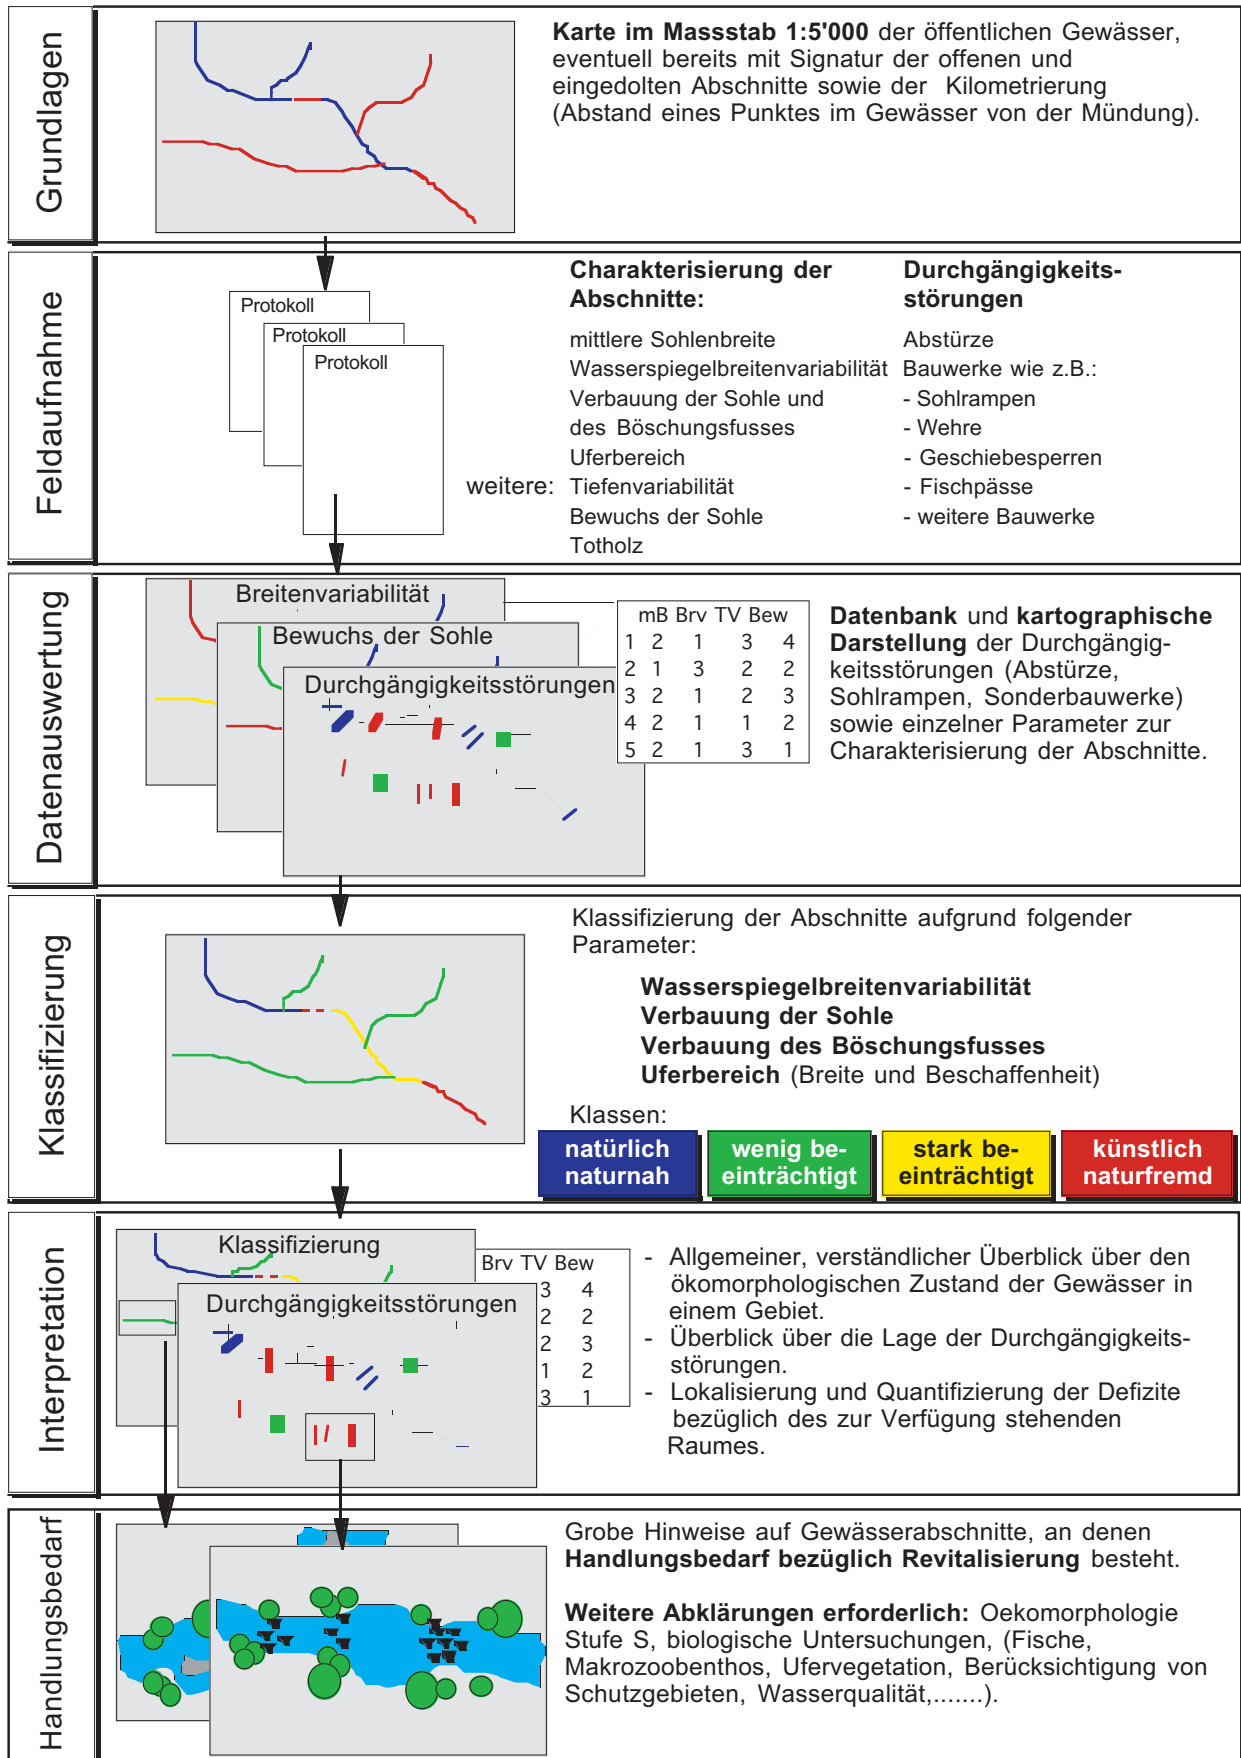 Grundlagen
Karte im Massstab 1:5'000 der öffentlichen Gewässer,
eventuell bereits mit Signatur der offenen und
eingedolten Abschnitte sowie der Kilometrierung
(Abstand eines Punktes im Gewässer von der Mündung).
Feldaufnahme
Protokoll
Protokoll
Protokoll
Charakterisierung der
Abschnitte:
mittlere Sohlenbreite
Wasserspiegelbreitenvariabilität
Verbauung der Sohle und
des Böschungsfusses
Uferbereich
weitere: Tiefenvariabilität
Bewuchs der Sohle
Totholz
Durchgängigkeits-
störungen
Abstürze
Bauwerke wie z.B.:
- Sohlrampen
- Wehre
- Geschiebesperren
- Fischpässe
- weitere Bauwerke
Datenauswertung
Breitenvariabilität
Bewuchs der Sohle
Durchgängigkeitsstörungen
mB Brv TV Bew
1 2 1 3 4
2 1 3 2 2
3 2 1 2 3
4 2 1 1 2
5 2 1 3 1
Datenbank und kartographische
Darstellung der Durchgängig-
keitsstörungen (Abstürze,
Sohlrampen, Sonderbauwerke)
sowie einzelner Parameter zur
Charakterisierung der Abschnitte.
Klassifizierung
Klassifizierung der Abschnitte aufgrund folgender
Parameter:
Wasserspiegelbreitenvariabilität
Verbauung der Sohle
Verbauung des Böschungsfusses
Uferbereich (Breite und Beschaffenheit)
Klassen:
natürlich
naturnah
wenig be-
einträchtigt
stark be-
einträchtigt
künstlich
naturfremd
Interpretation
Klassifizierung
Durchgängigkeitsstörungen
Brv TV Bew
3 4
2 2
2 3
1 2
3 1
- Allgemeiner, verständlicher Überblick über den
ökomorphologischen Zustand der Gewässer in
einem Gebiet.
- Überblick über die Lage der Durchgängigkeits-
störungen.
- Lokalisierung und Quantifizierung der Defizite
bezüglich des zur Verfügung stehenden
Raumes.
Handlungsbedarf
Grobe Hinweise auf Gewässerabschnitte, an denen
Handlungsbedarf bezüglich Revitalisierung besteht.
Weitere Abklärungen erforderlich: Oekomorphologie
Stufe S, biologische Untersuchungen, (Fische,
Makrozoobenthos, Ufervegetation, Berücksichtigung von
Schutzgebieten, Wasserqualität,.......).